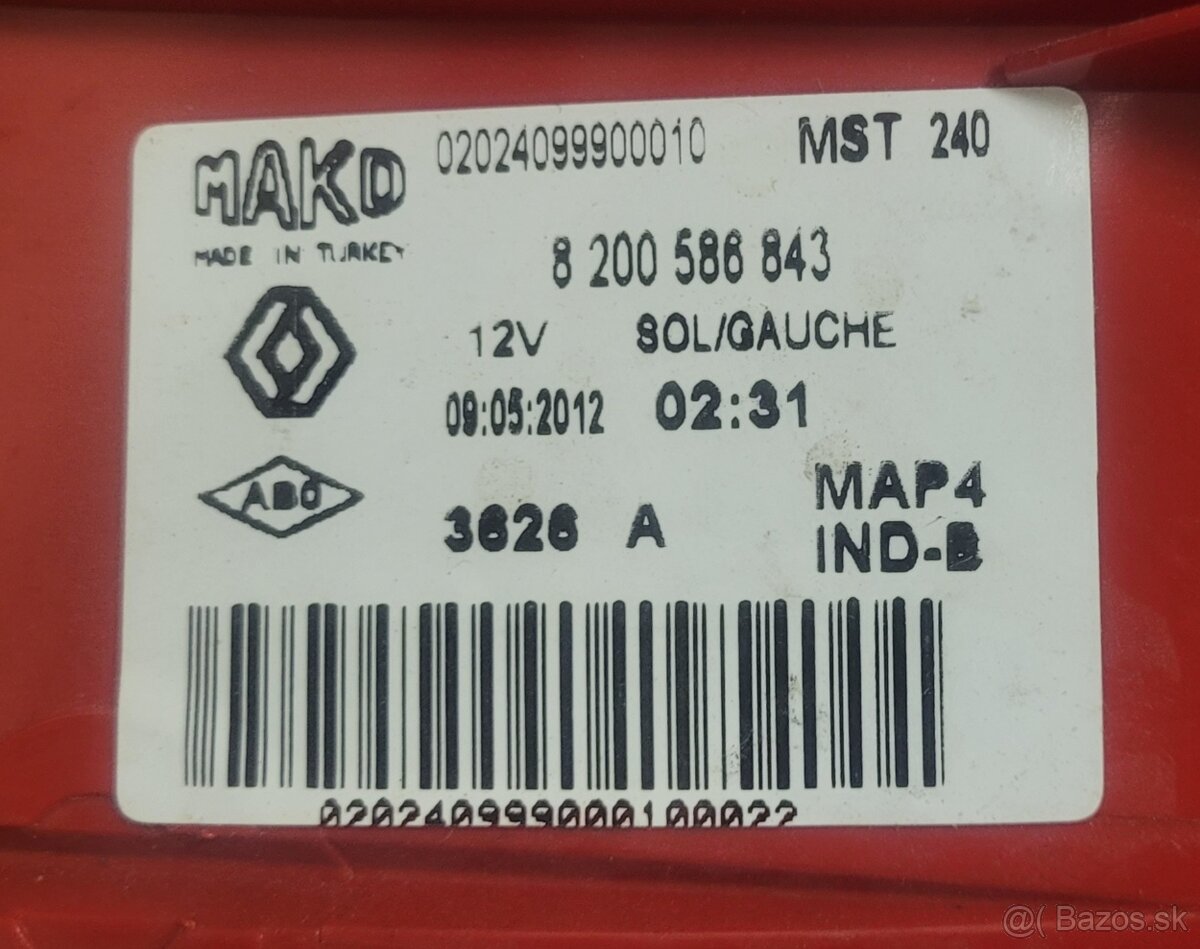 MAKO 02024099900010 MST 240
MADE IN TURKEY
8 200 586 843
12V SOL/GAUCHE
09:05:2012 02:31
ABO
3626 A
MAP4
IND-B
020240999000100022
@( Bazos.sk